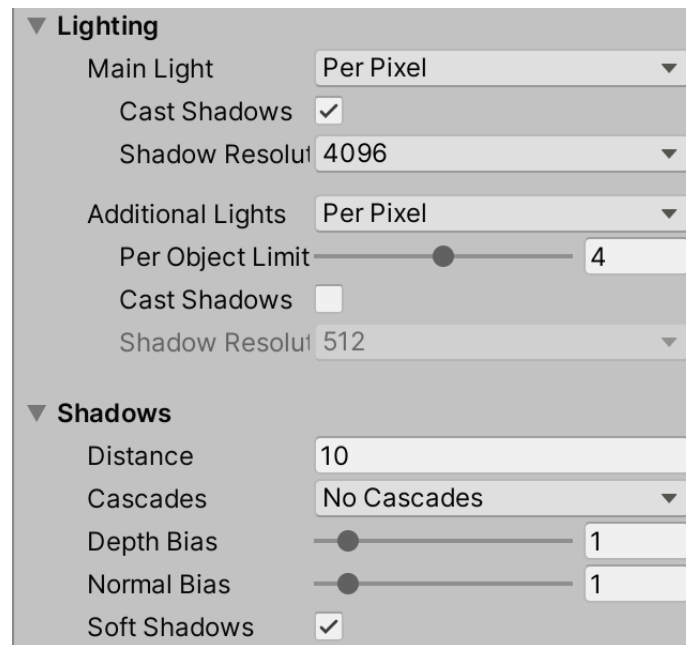 Lighting
Main Light Per Pixel
Cast Shadows
Shadow Resolut 4096
Additional Lights Per Pixel
Per Object Limit 4
Cast Shadows
Shadow Resolut 512
Shadows
Distance 10
Cascades No Cascades
Depth Bias 1
Normal Bias 1
Soft Shadows